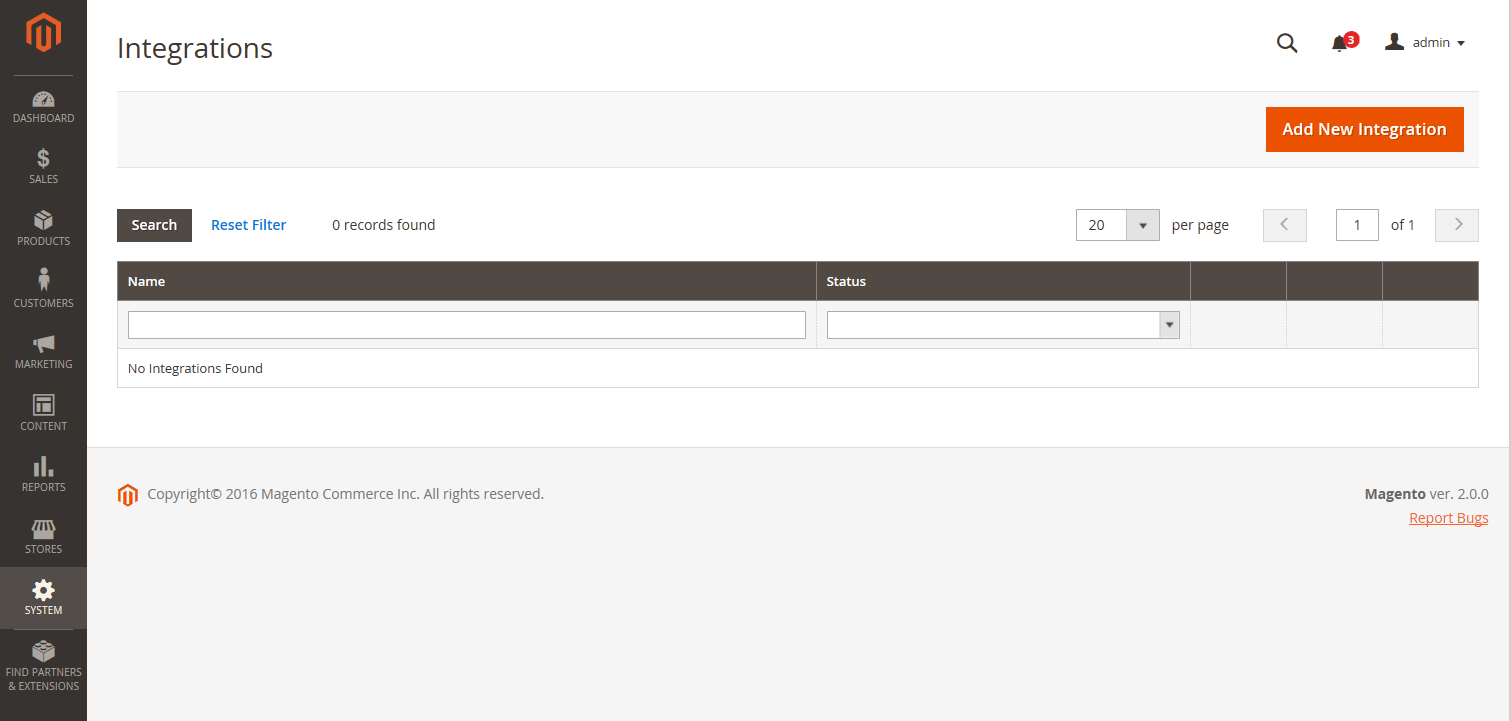 Integrations
3
admin
DASHBOARD
Add New Integration
SALES
Search Reset Filter 0 records found 20 per page 1 of 1
PRODUCTS
Name Status
CUSTOMERS
MARKETING
No Integrations Found
CONTENT
REPORTS
Copyright© 2016 Magento Commerce Inc. All rights reserved.
Magento ver. 2.0.0
Report Bugs
STORES
SYSTEM
FIND PARTNERS
& EXTENSIONS